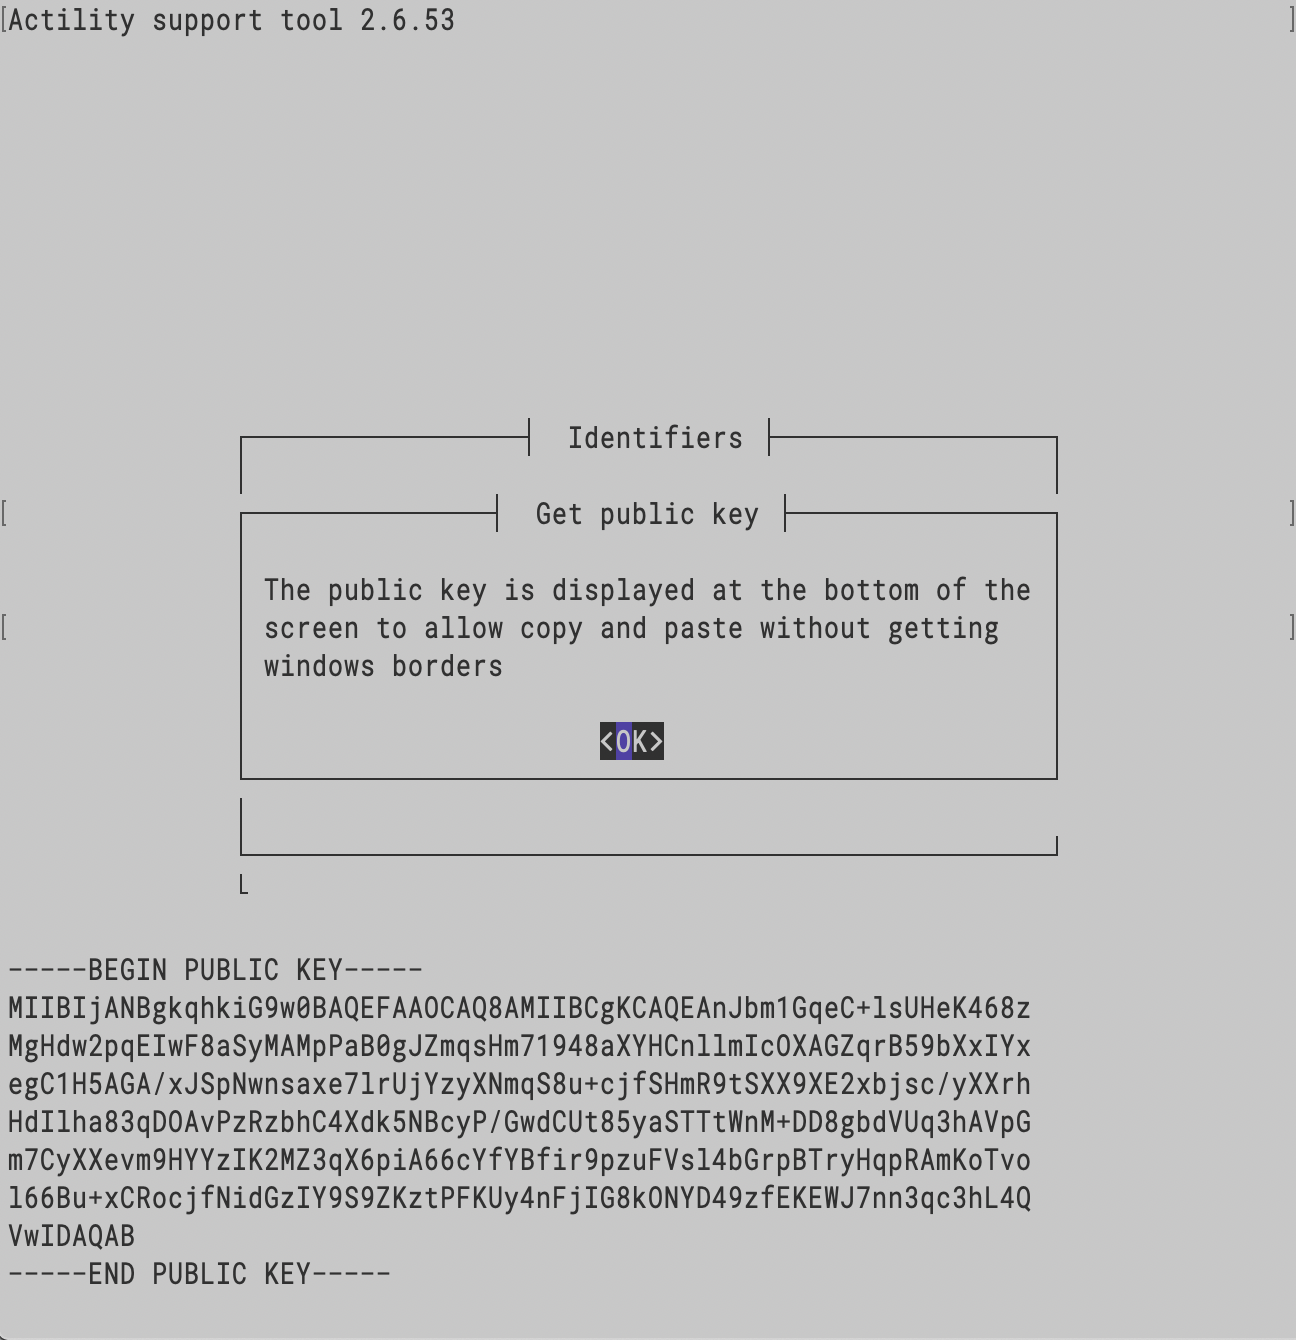 Actility support tool 2.6.53
Identifiers
Get public key
The public key is displayed at the bottom of the
screen to allow copy and paste without getting
windows borders
<OK>
-----BEGIN PUBLIC KEY-----
MIIBIjANBgkqhkiG9w0BAQEFAAOCAQ8AMIIBCgKCAQEAnJbm1GqeC+lsUHeK468z
MgHdw2pqEIwF8aSyMAMpPaB0gJZmqsHm71948aXYHCnllmIcOXAGZqrB59bXxIYx
egC1H5AGA/xJSpNwnsaxe7lrUjYzyXNmqS8u+cjfSHmR9tSXX9XE2xbjsc/yXXrh
HdIlha83qDOAvPzRzbhC4Xdk5NBcyP/GwdCUt85yaSTTtWnM+DD8gbdVUq3hAVpG
m7CyXXevm9HYYzIK2MZ3qX6piA66cYfYBfir9pzuFVsl4bGrpBTryHqpRAmKoTvo
l66Bu+xCRocjfNidGzIY9S9ZKztPFKUy4nFjIG8kONYD49zfEKEWJ7nn3qc3hL4Q
VwIDAQAB
-----END PUBLIC KEY-----